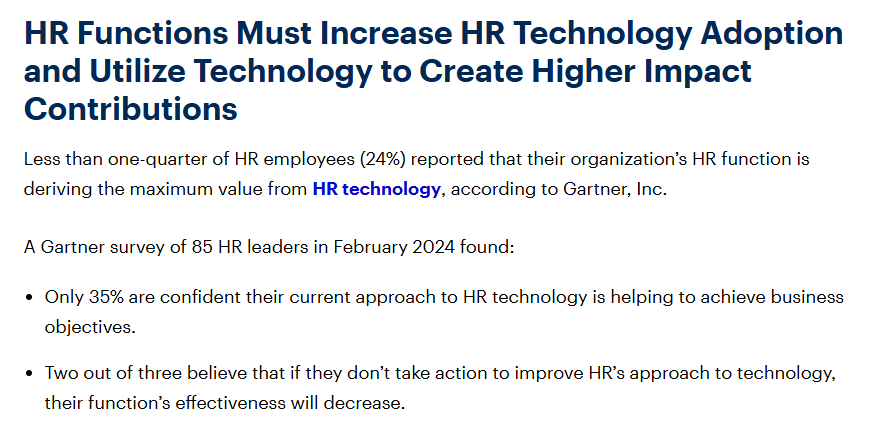 HR Functions Must Increase HR Technology Adoption
and Utilize Technology to Create Higher Impact
Contributions
Less than one-quarter of HR employees (24%) reported that their organization’s HR function is
deriving the maximum value from HR technology, according to Gartner, Inc.
A Gartner survey of 85 HR leaders in February 2024 found:
• Only 35% are confident their current approach to HR technology is helping to achieve business
objectives.
• Two out of three believe that if they don’t take action to improve HR’s approach to technology,
their function’s effectiveness will decrease.